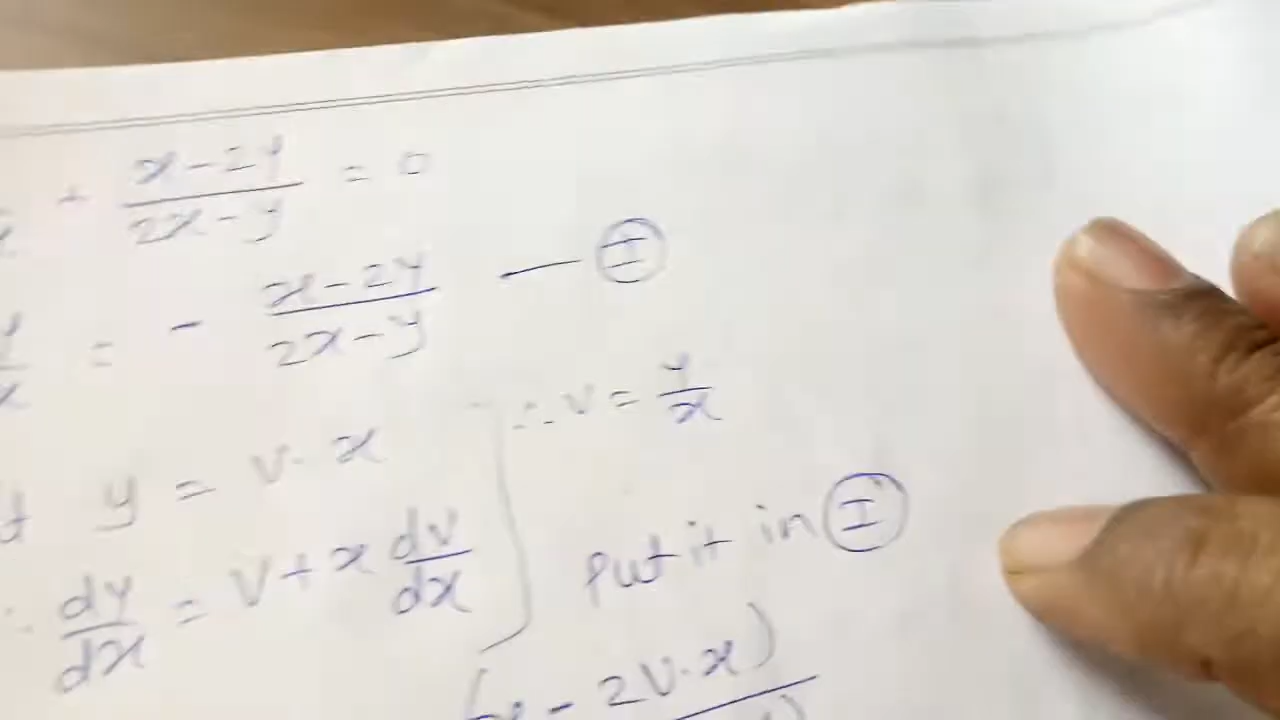 + x-2y/2x-y = 0
= - x-2y/2x-y — I
y = v·x ∴ v = y/x
∴ dy/dx = v + x dv/dx put it in I
- 2v·x)